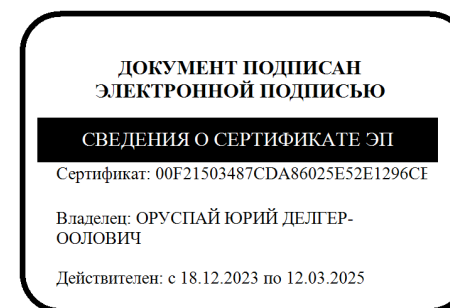 ДОКУМЕНТ ПОДПИСАН
ЭЛЕКТРОННОЙ ПОДПИСЬЮ
СВЕДЕНИЯ О СЕРТИФИКАТЕ ЭП
Сертификат: 00F21503487CDA86025E52E1296CE
Владелец: ОРУСПАЙ ЮРИЙ ДЕЛГЕР-
ООЛОВИЧ
Действителен: с 18.12.2023 по 12.03.2025